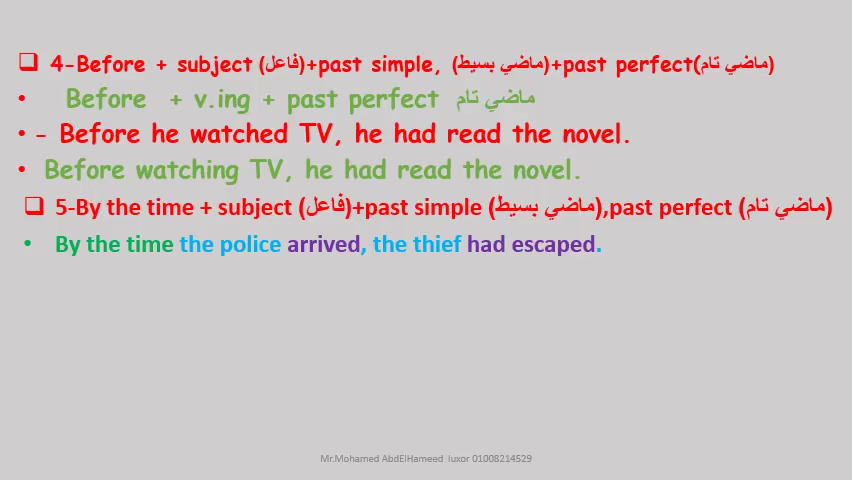 ❑ 4-Before + subject (فاعل)+past simple, (ماضي بسيط)+past perfect(ماضي تام)
• Before + v.ing + past perfect ماضي تام
• - Before he watched TV, he had read the novel.
• Before watching TV, he had read the novel.
❑ 5-By the time + subject (فاعل)+past simple (ماضي بسيط),past perfect (ماضي تام)
• By the time the police arrived, the thief had escaped.
Mr.Mohamed AbdElHameed luxor 01008214529